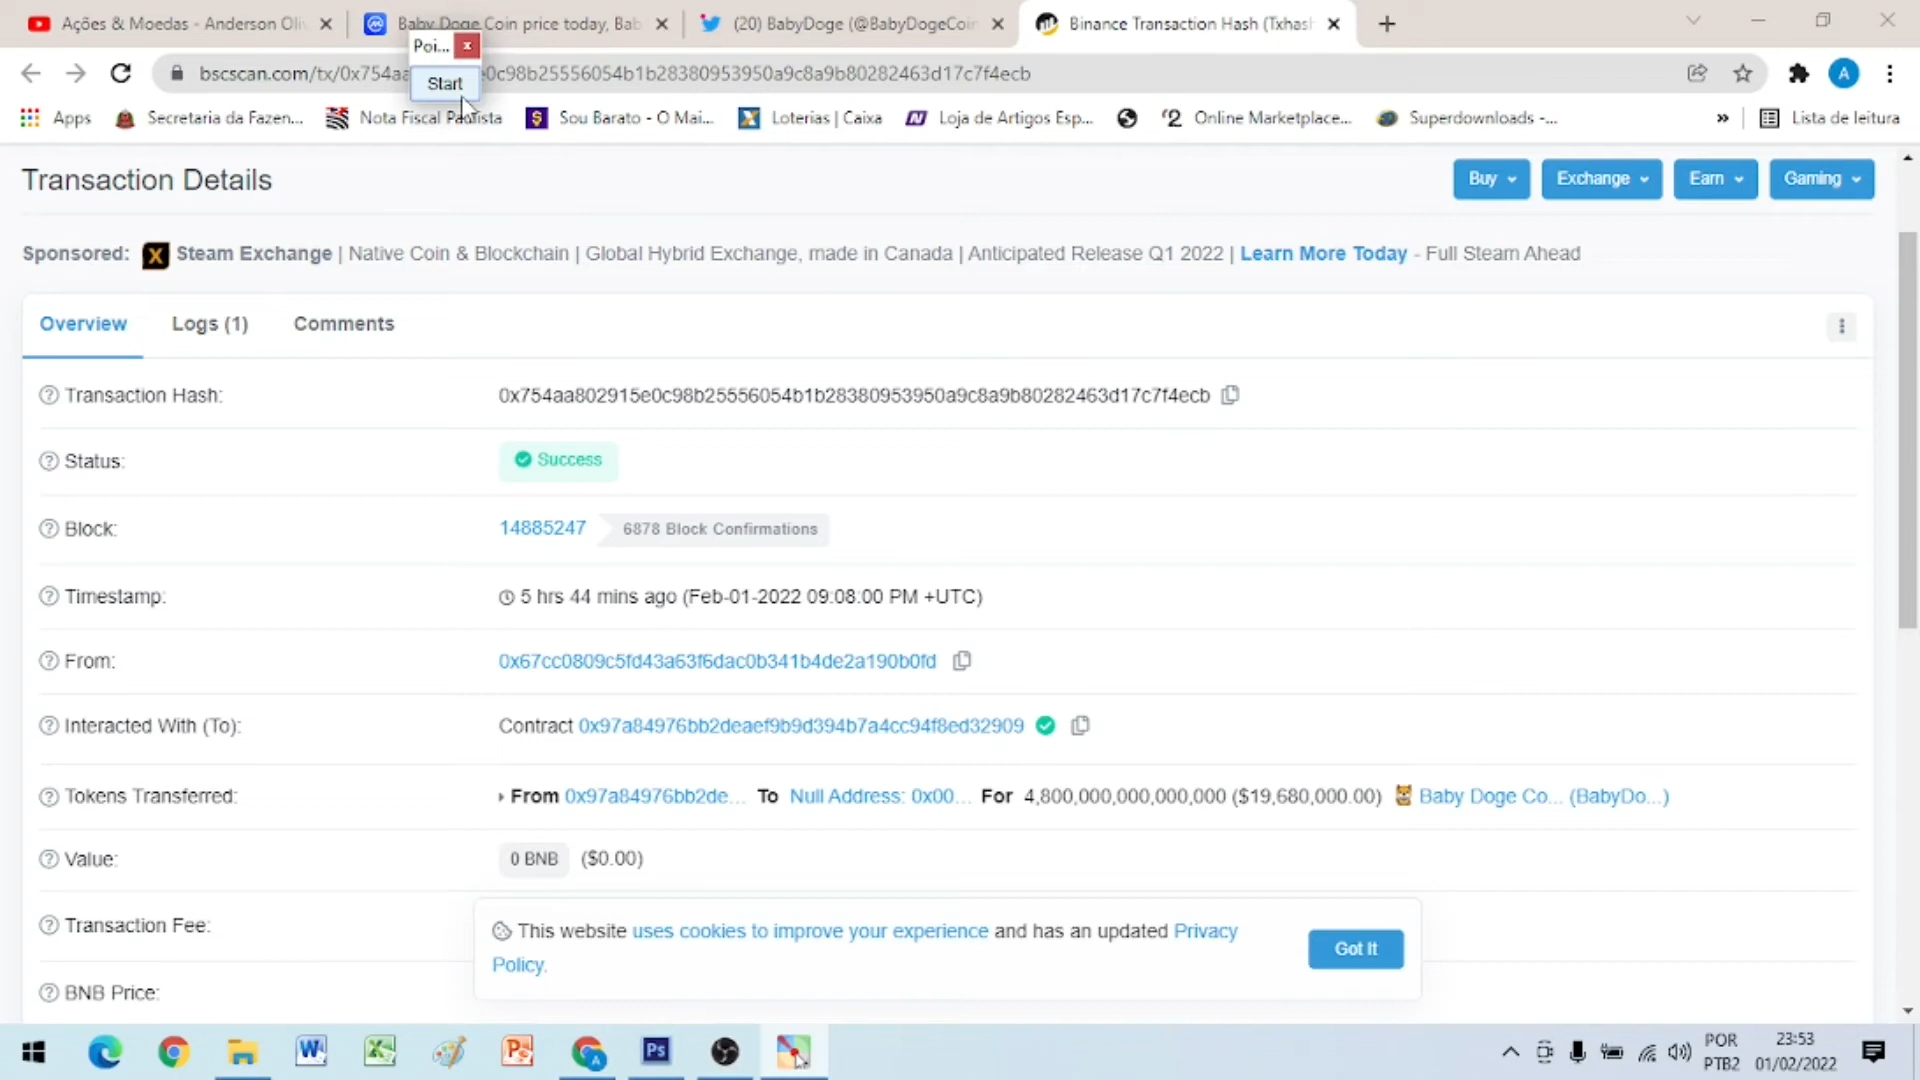 Ações & Moedas - Anderson Oli
Baby Doge Coin price today, Bab
(20) BabyDoge (@BabyDogeCoin
Binance Transaction Hash (Txhash
Poi...
x
Start
bscscan.com/tx/0x754aa
e0c98b25556054b1b28380953950a9c8a9b80282463d17c7f4ecb
A
Apps
Secretaria da Fazen...
Nota Fiscal Paulista
Sou Barato - O Mai...
Loterias | Caixa
Loja de Artigos Esp...
Online Marketplace...
Superdownloads -...
»
Lista de leitura
Transaction Details
Buy
Exchange
Earn
Gaming
Sponsored: X Steam Exchange | Native Coin & Blockchain | Global Hybrid Exchange, made in Canada | Anticipated Release Q1 2022 | Learn More Today - Full Steam Ahead
Overview
Logs (1)
Comments
Transaction Hash:
0x754aa802915e0c98b25556054b1b28380953950a9c8a9b80282463d17c7f4ecb
Status:
Success
Block:
14885247
6878 Block Confirmations
Timestamp:
5 hrs 44 mins ago (Feb-01-2022 09:08:00 PM +UTC)
From:
0x67cc0809c5fd43a63f6dac0b341b4de2a190b0fd
Interacted With (To):
Contract 0x97a84976bb2deaef9b9d394b7a4cc94f8ed32909
Tokens Transferred:
From 0x97a84976bb2de... To Null Address: 0x00... For 4,800,000,000,000,000 ($19,680,000.00) Baby Doge Co... (BabyDo...)
Value:
0 BNB ($0.00)
Transaction Fee:
This website uses cookies to improve your experience and has an updated Privacy
Policy.
Got It
BNB Price:
Ps
POR
PTB2
23:53
01/02/2022